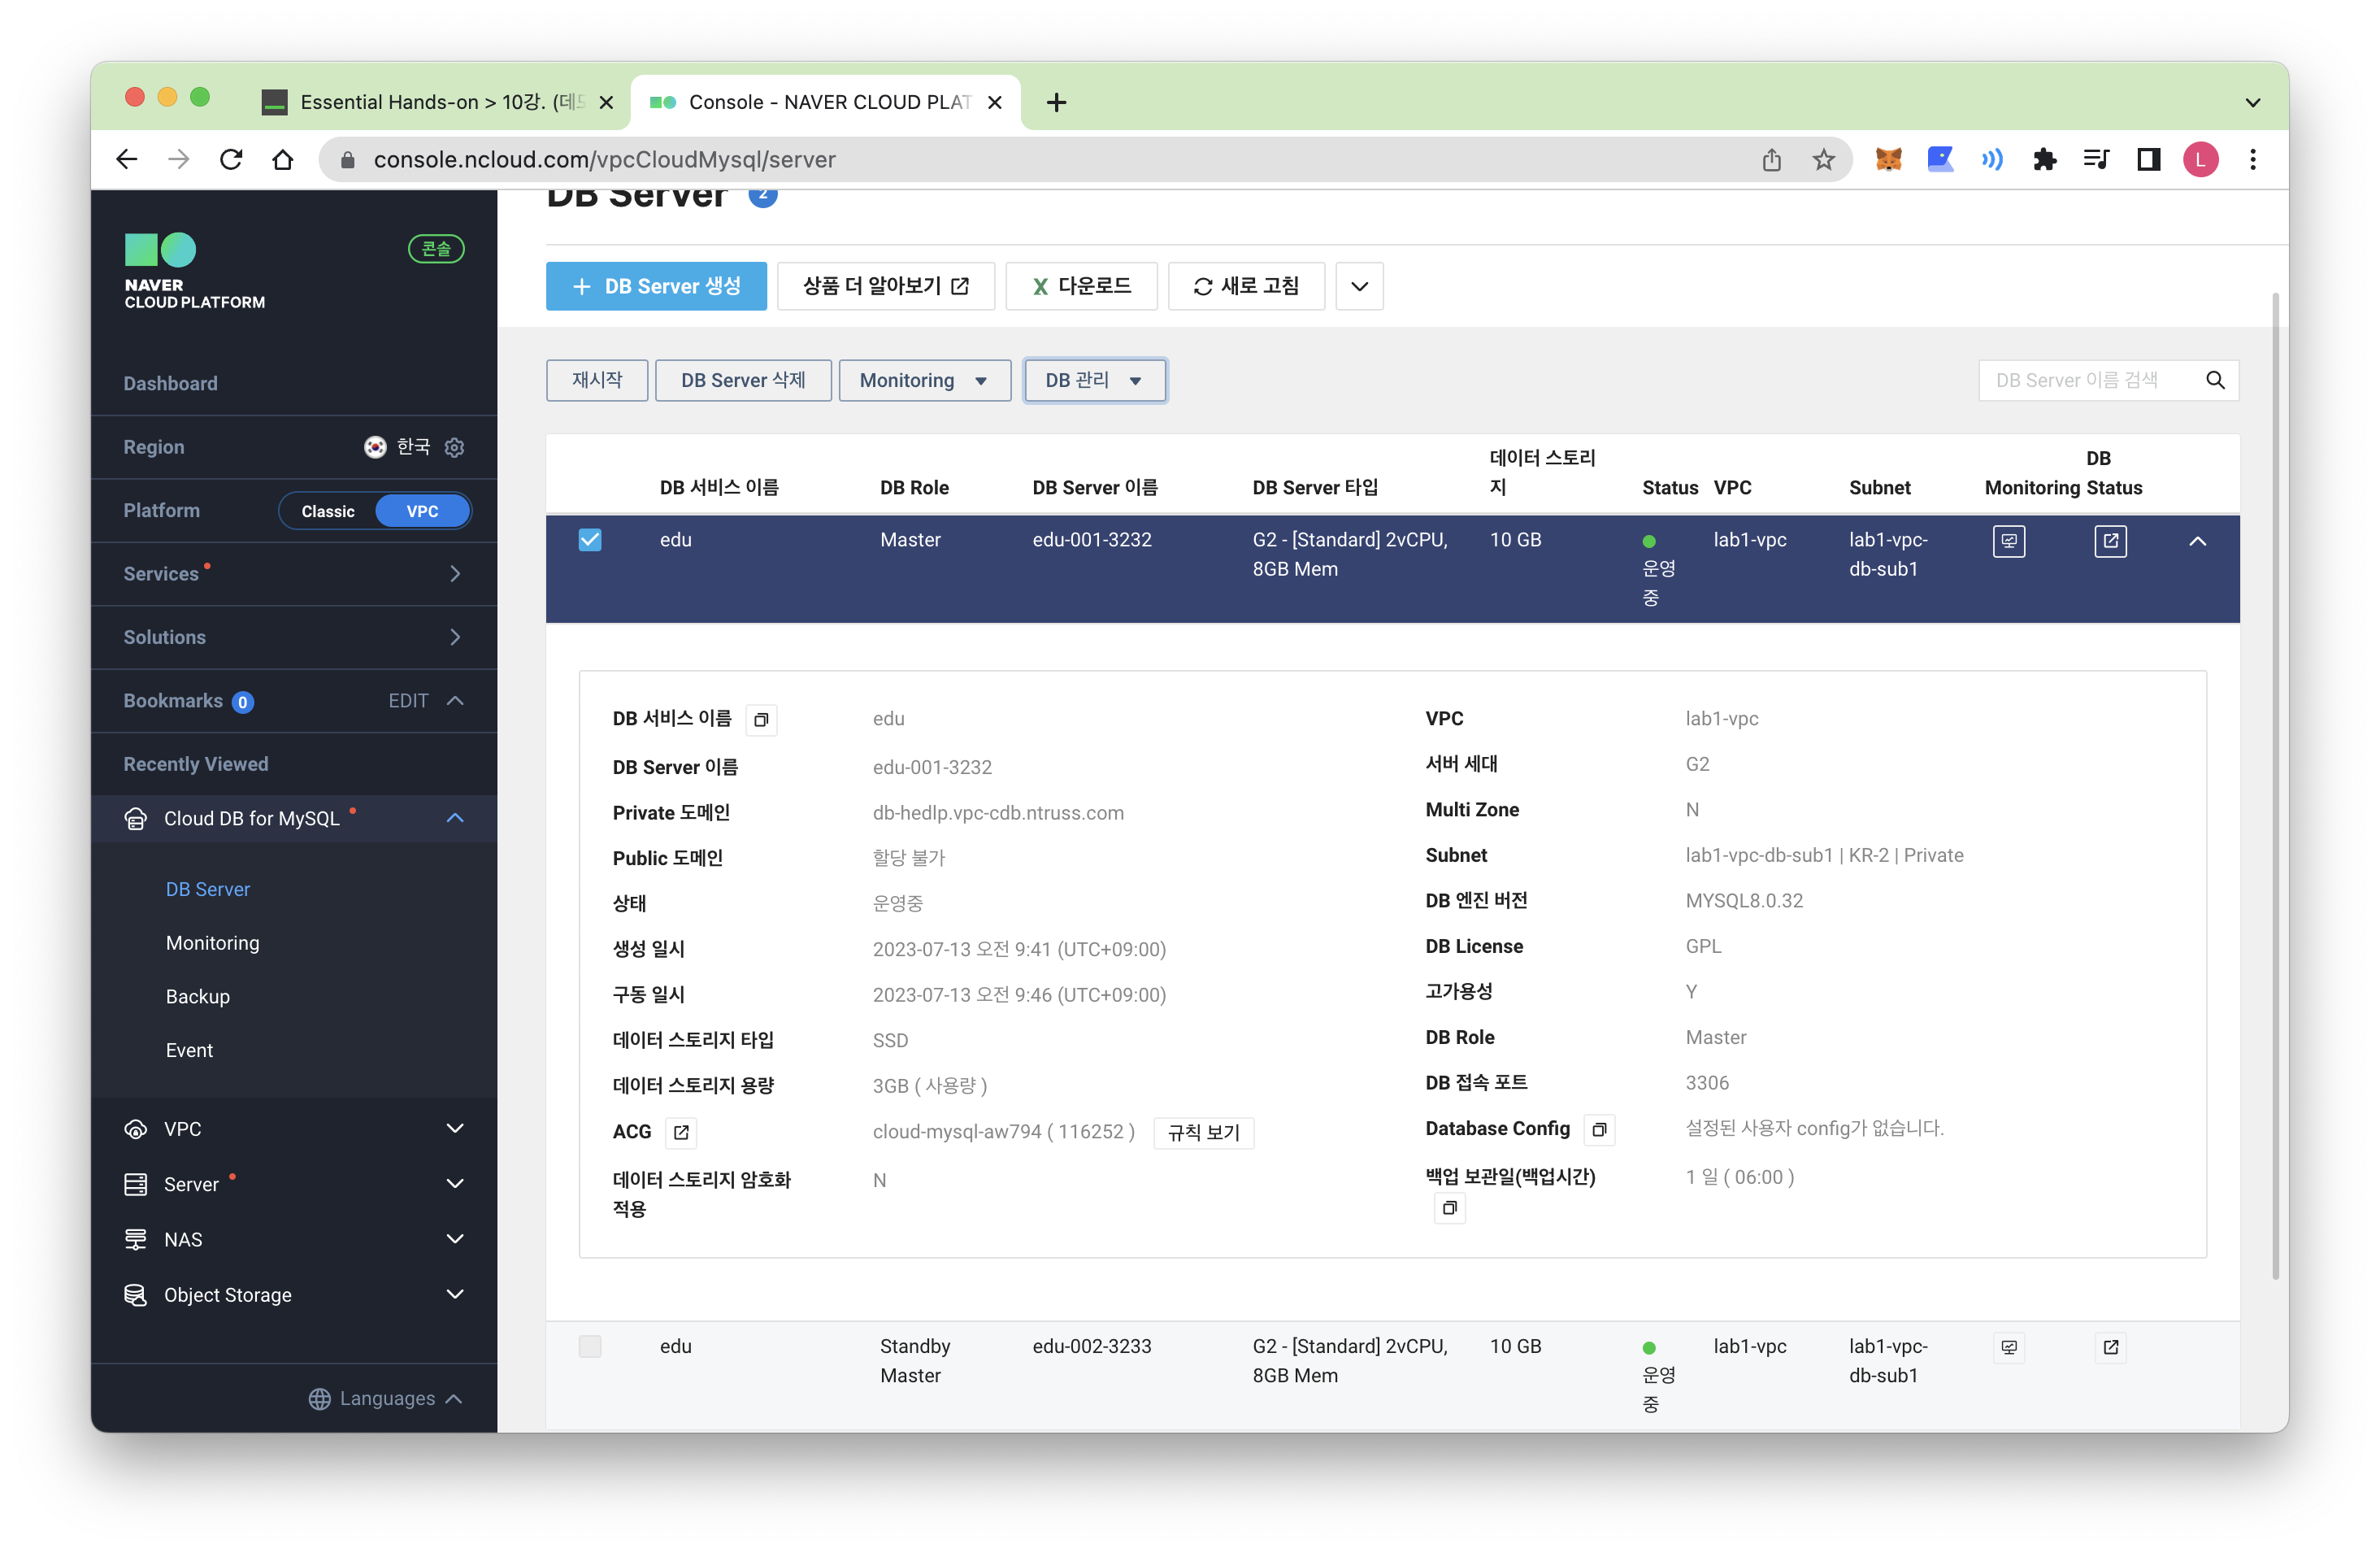 Essential Hands-on > 10강. (데모
Console - NAVER CLOUD PLAT
console.ncloud.com/vpcCloudMysql/server
L
NAVER
CLOUD PLATFORM
콘솔
Dashboard
Region
한국
Platform
Classic
VPC
Services
Solutions
Bookmarks 0
EDIT
Recently Viewed
Cloud DB for MySQL
DB Server
Monitoring
Backup
Event
VPC
Server
NAS
Object Storage
Languages
DB Server 2
+ DB Server 생성
상품 더 알아보기
X 다운로드
새로 고침
재시작
DB Server 삭제
Monitoring
DB 관리
DB Server 이름 검색
DB 서비스 이름
DB Role
DB Server 이름
DB Server 타입
데이터 스토리
지
Status
VPC
Subnet
Monitoring
DB
Status
edu
Master
edu-001-3232
G2 - [Standard] 2vCPU,
8GB Mem
10 GB
운영
중
lab1-vpc
lab1-vpc-
db-sub1
DB 서비스 이름
edu
DB Server 이름
edu-001-3232
Private 도메인
db-hedlp.vpc-cdb.ntruss.com
Public 도메인
할당 불가
상태
운영중
생성 일시
2023-07-13 오전 9:41 (UTC+09:00)
구동 일시
2023-07-13 오전 9:46 (UTC+09:00)
데이터 스토리지 타입
SSD
데이터 스토리지 용량
3GB ( 사용량 )
ACG
cloud-mysql-aw794 ( 116252 )
규칙 보기
데이터 스토리지 암호화
적용
N
VPC
lab1-vpc
서버 세대
G2
Multi Zone
N
Subnet
lab1-vpc-db-sub1 | KR-2 | Private
DB 엔진 버전
MYSQL8.0.32
DB License
GPL
고가용성
Y
DB Role
Master
DB 접속 포트
3306
Database Config
설정된 사용자 config가 없습니다.
백업 보관일(백업시간)
1 일 ( 06:00 )
edu
Standby
Master
edu-002-3233
G2 - [Standard] 2vCPU,
8GB Mem
10 GB
운영
중
lab1-vpc
lab1-vpc-
db-sub1